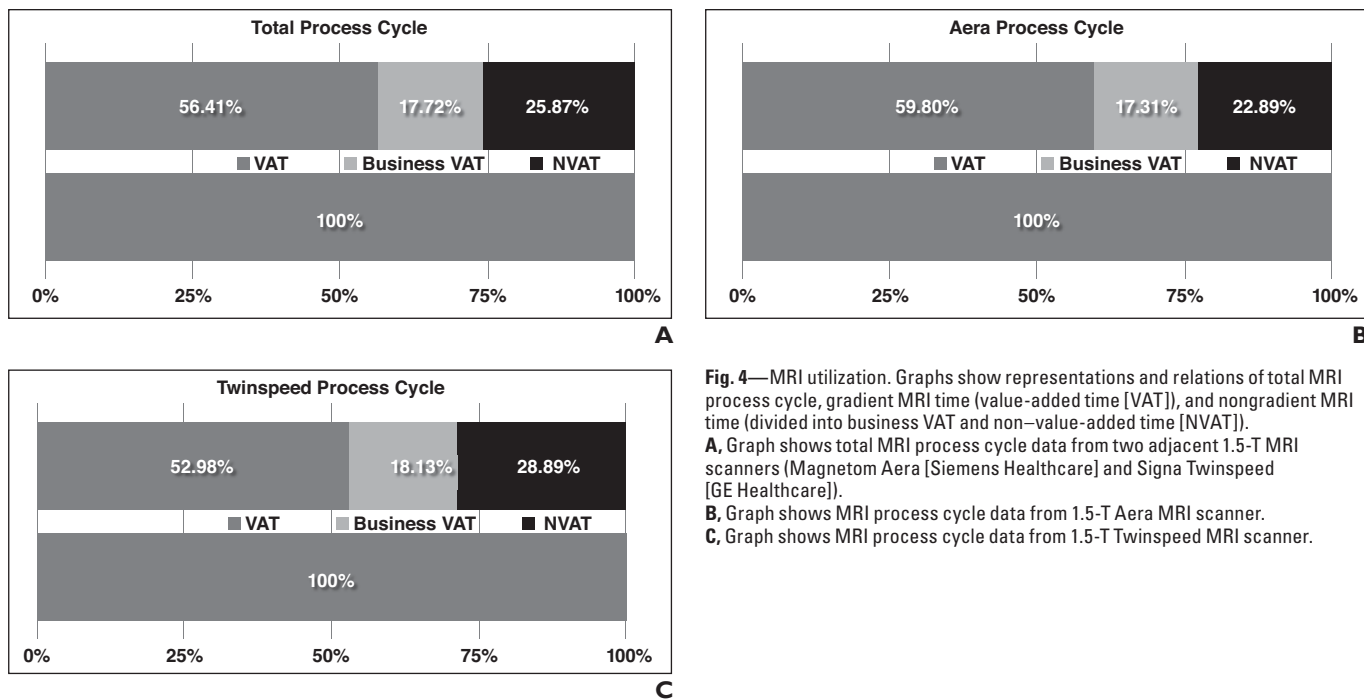 Total Process Cycle
56.41% 17.72% 25.87%
VAT Business VAT NVAT
100%
0% 25% 50% 75% 100%
A
Aera Process Cycle
59.80% 17.31% 22.89%
VAT Business VAT NVAT
100%
0% 25% 50% 75% 100%
B
Twinspeed Process Cycle
52.98% 18.13% 28.89%
VAT Business VAT NVAT
100%
0% 25% 50% 75% 100%
C
Fig. 4—MRI utilization. Graphs show representations and relations of total MRI
process cycle, gradient MRI time (value-added time [VAT]), and nongradient MRI
time (divided into business VAT and non–value-added time [NVAT]).
A, Graph shows total MRI process cycle data from two adjacent 1.5-T MRI
scanners (Magnetom Aera [Siemens Healthcare] and Signa Twinspeed
[GE Healthcare]).
B, Graph shows MRI process cycle data from 1.5-T Aera MRI scanner.
C, Graph shows MRI process cycle data from 1.5-T Twinspeed MRI scanner.